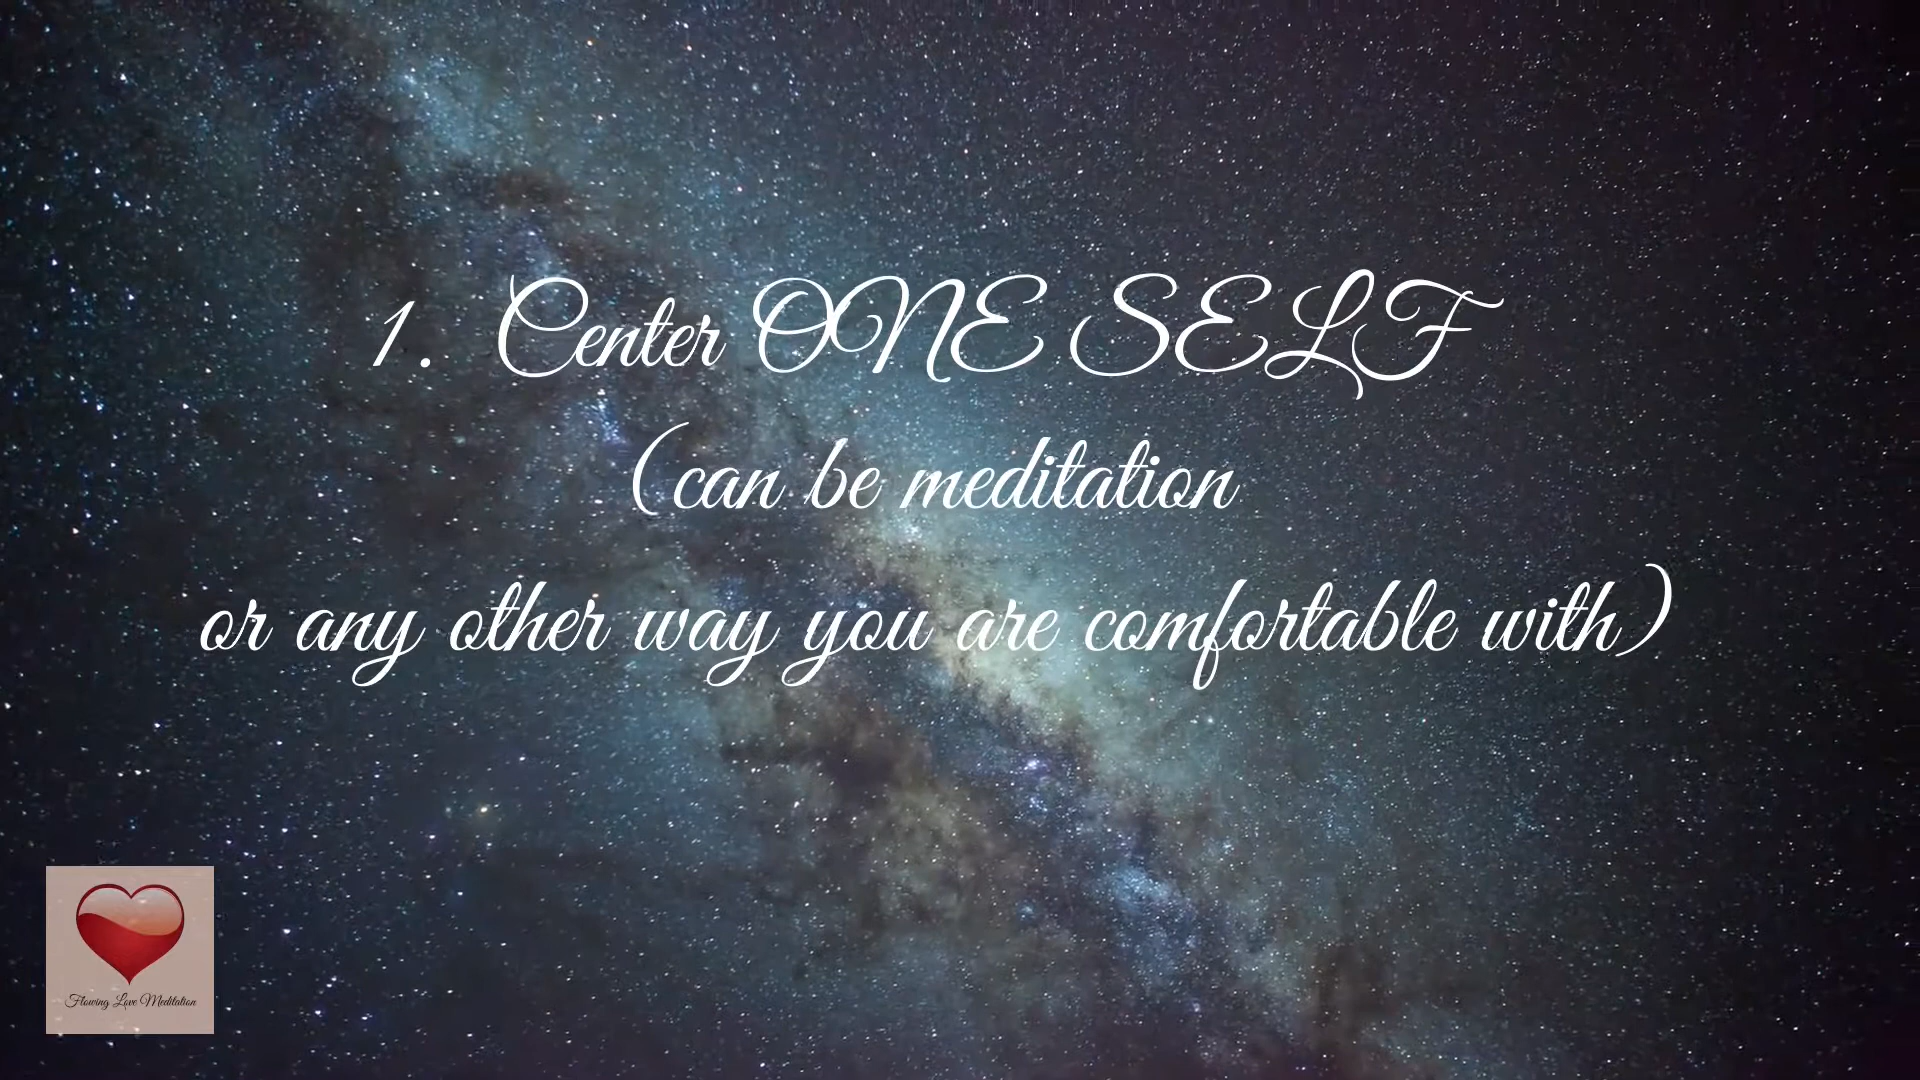 1. Center ONE SELF
(can be meditation
or any other way you are comfortable with)
Flowing Love Meditation